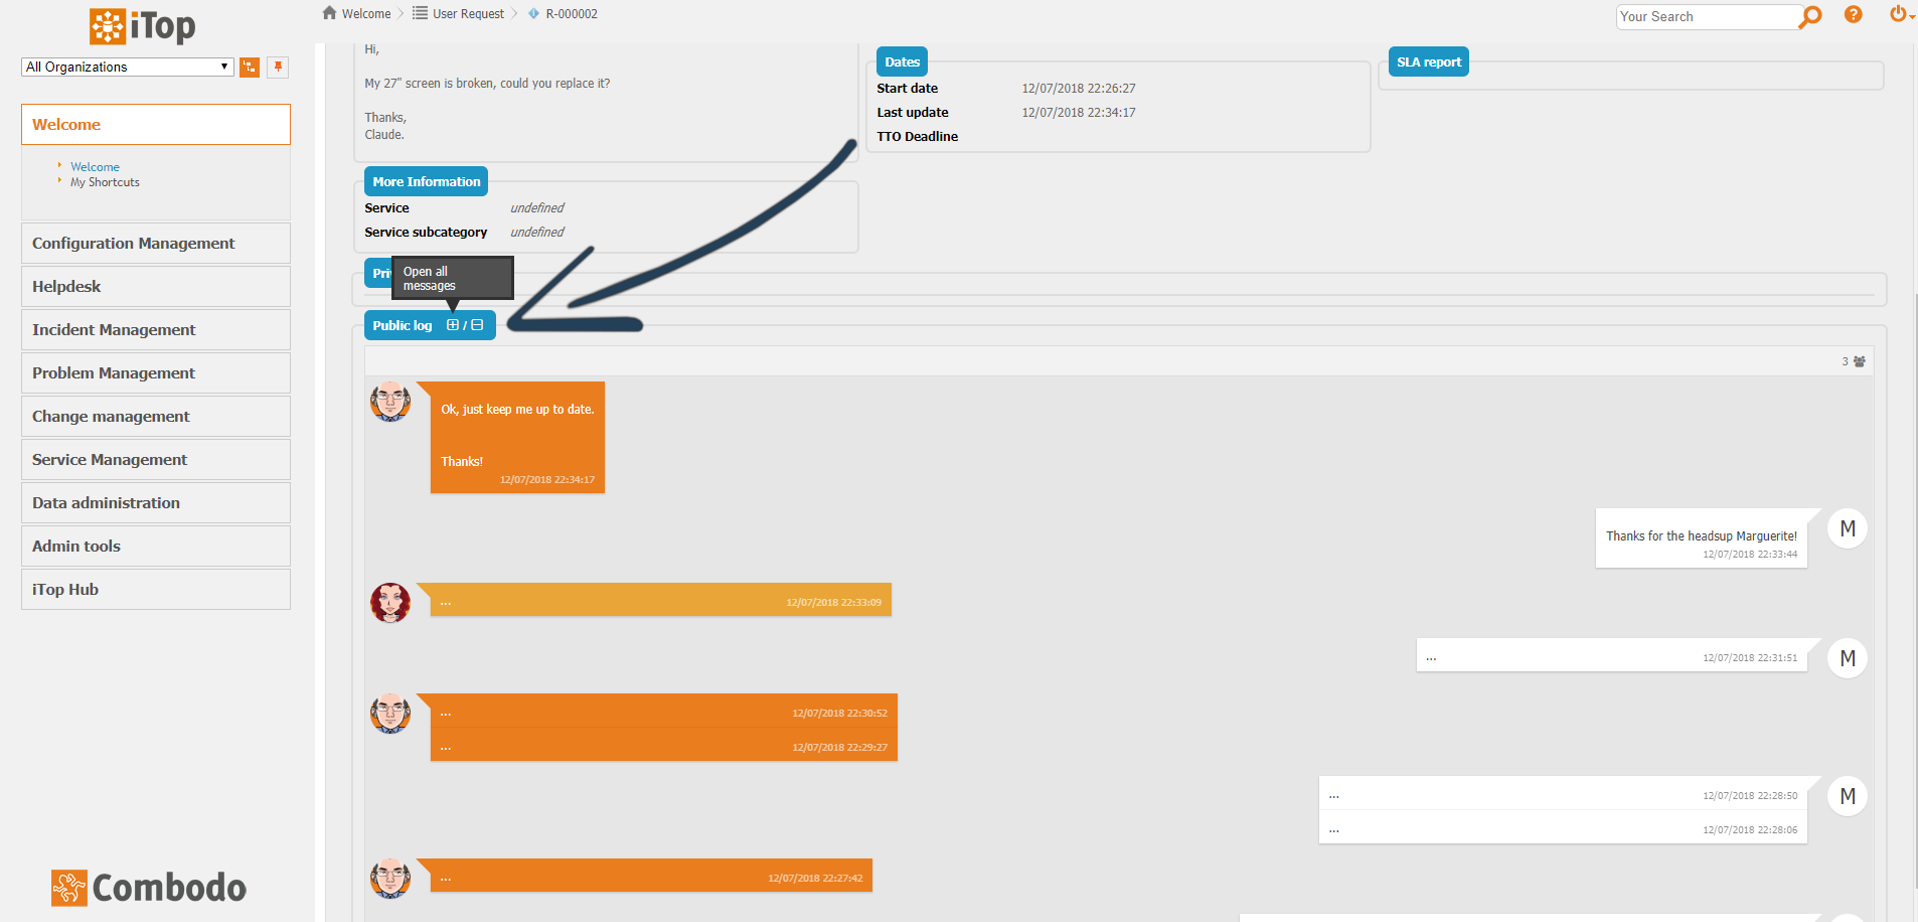 iTop
Welcome
User Request
R-000002
Your Search
?
All Organizations
Welcome
Welcome
My Shortcuts
Configuration Management
Helpdesk
Incident Management
Problem Management
Change management
Service Management
Data administration
Admin tools
iTop Hub
Combodo
Hi,
My 27" screen is broken, could you replace it?
Thanks,
Claude.
Dates
Start date 12/07/2018 22:26:27
Last update 12/07/2018 22:34:17
TTO Deadline
SLA report
More Information
Service undefined
Service subcategory undefined
Pri
Open all
messages
Public log + / -
3
Ok, just keep me up to date.
Thanks!
12/07/2018 22:34:17
Thanks for the headsup Marguerite!
12/07/2018 22:33:44
M
... 12/07/2018 22:33:09
... 12/07/2018 22:31:51
M
... 12/07/2018 22:30:52
... 12/07/2018 22:29:27
... 12/07/2018 22:28:50
M
... 12/07/2018 22:28:06
... 12/07/2018 22:27:42